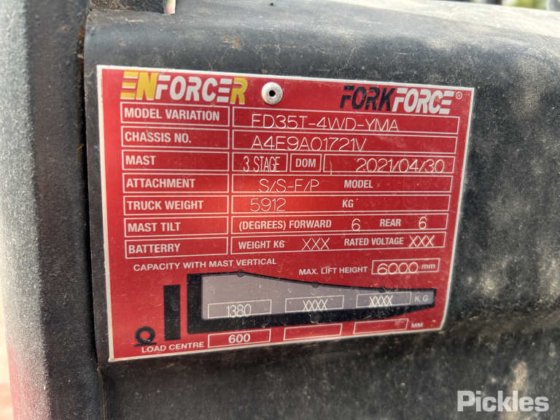 ENFORCER FORKFORCE®
MODEL VARIATION FD35T-4WD-YMA
CHASSIS NO. A4F9A01721V
MAST 3 STAGE DOM 2021/04/30
ATTACHMENT S/S-F/P MODEL
TRUCK WEIGHT 5912 KG
MAST TILT (DEGREES) FORWARD 6 REAR 6
BATTERRY WEIGHT KG XXX RATED VOLTAGE XXX
CAPACITY WITH MAST VERTICAL MAX. LIFT HEIGHT 6000 mm
1380 XXXX XXXX KG
LOAD CENTRE 600 MM
Pickles